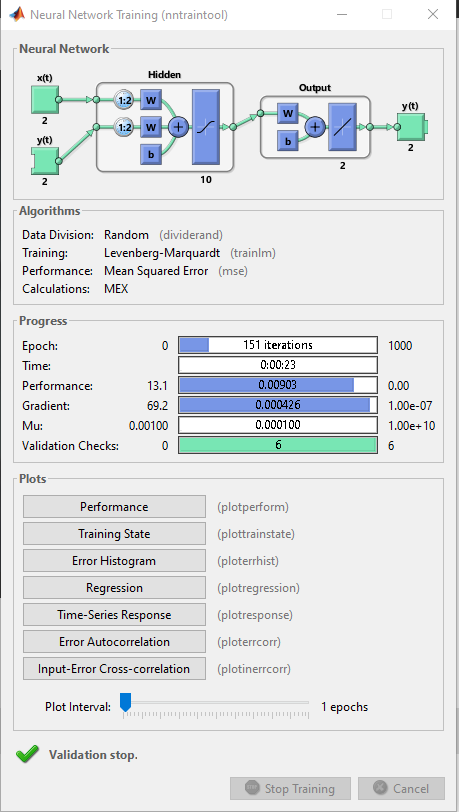 Neural Network Training (nntraintool)
Neural Network
Hidden
Output
x(t)
y(t)
1:2 W
1:2 W
b
+
W
b
+
y(t)
2
2
10
2
2
Algorithms
Data Division: Random (dividerand)
Training: Levenberg-Marquardt (trainlm)
Performance: Mean Squared Error (mse)
Calculations: MEX
Progress
Epoch: 0 151 iterations 1000
Time: 0:00:23
Performance: 13.1 0.00903 0.00
Gradient: 69.2 0.000426 1.00e-07
Mu: 0.00100 0.000100 1.00e+10
Validation Checks: 0 6 6
Plots
Performance (plotperform)
Training State (plottrainstate)
Error Histogram (ploterrhist)
Regression (plotregression)
Time-Series Response (plotresponse)
Error Autocorrelation (ploterrcorr)
Input-Error Cross-correlation (plotinerrcorr)
Plot Interval: 1 epochs
Validation stop.
Stop Training Cancel